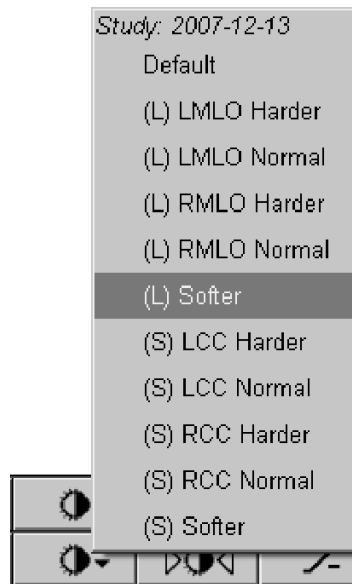 Study: 2007-12-13
Default
(L) LMLO Harder
(L) LMLO Normal
(L) RMLO Harder
(L) RMLO Normal
(L) Softer
(S) LCC Harder
(S) LCC Normal
(S) RCC Harder
(S) RCC Normal
(S) Softer